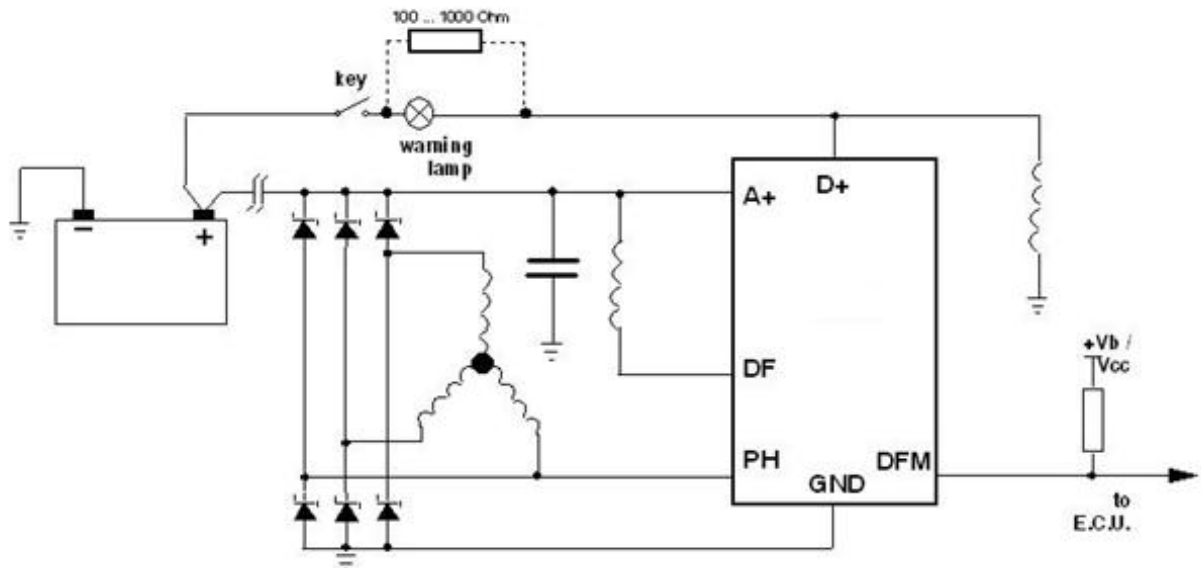 100 ... 1000 Ohm
key
warning
lamp
A+
D+
−
+
DF
+Vb /
Vcc
PH
DFM
GND
to
E.C.U.